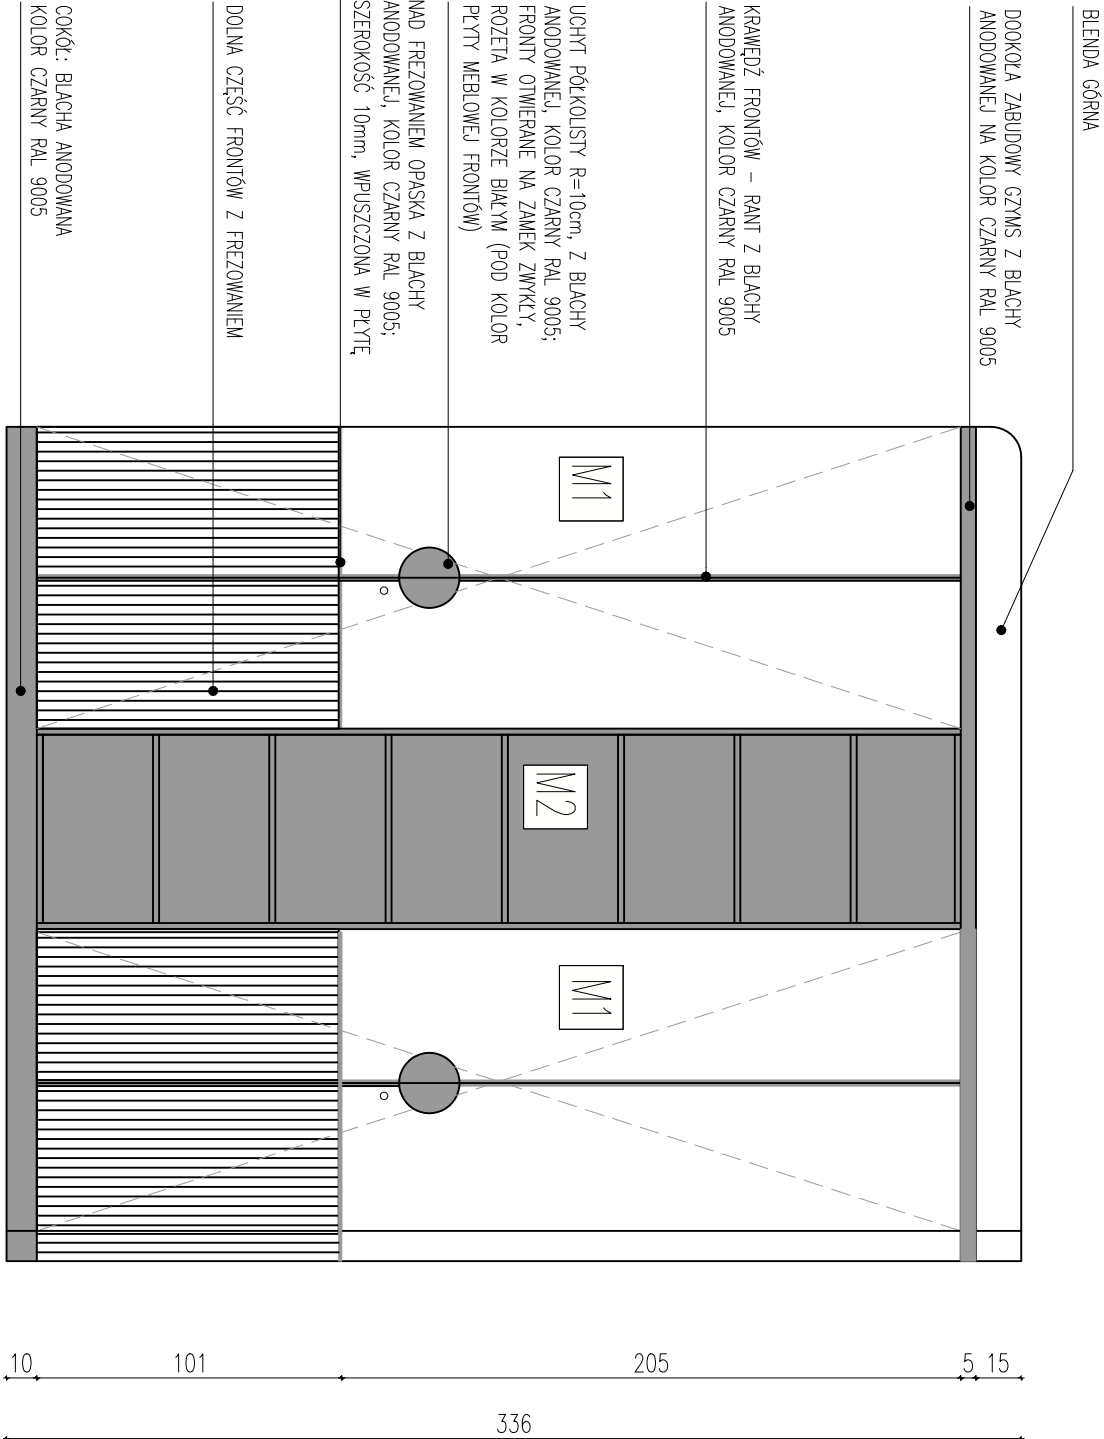 BLENDA GÓRNA
DOOKOŁA ZABUDOWY GZYMS Z BLACHY
ANODOWANEJ NA KOLOR CZARNY RAL 9005
KRAWĘDŹ FRONTÓW – RANT Z BLACHY
ANODOWANEJ, KOLOR CZARNY RAL 9005
UCHYT PÓŁKOLISTY R=10cm, Z BLACHY
ANODOWANEJ, KOLOR CZARNY RAL 9005;
FRONTY OTWIERANE NA ZAMEK ZWYKŁY,
ROZETA W KOLORZE BIAŁYM (POD KOLOR
PŁYTY MEBLOWEJ FRONTÓW)
NAD FREZOWANIEM OPASKA Z BLACHY
ANODOWANEJ, KOLOR CZARNY RAL 9005;
SZEROKOŚĆ 10mm, WPUSZCZONA W PŁYTĘ
DOLNA CZĘŚĆ FRONTÓW Z FREZOWANIEM
COKÓŁ: BLACHA ANODOWANA
KOLOR CZARNY RAL 9005
M1
M2
M1
15
5
205
101
10
336